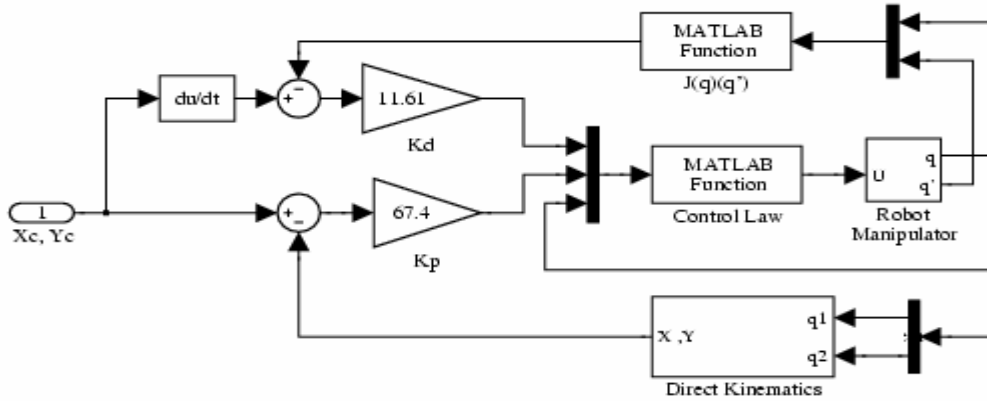 MATLAB
Function
J(q)(q')
du/dt
+
-
11.61
Kd
MATLAB
Function
Control Law
U
q
q'
Robot
Manipulator
1
Xc, Yc
+
-
67.4
Kp
X ,Y
q1
q2
Direct Kinematics